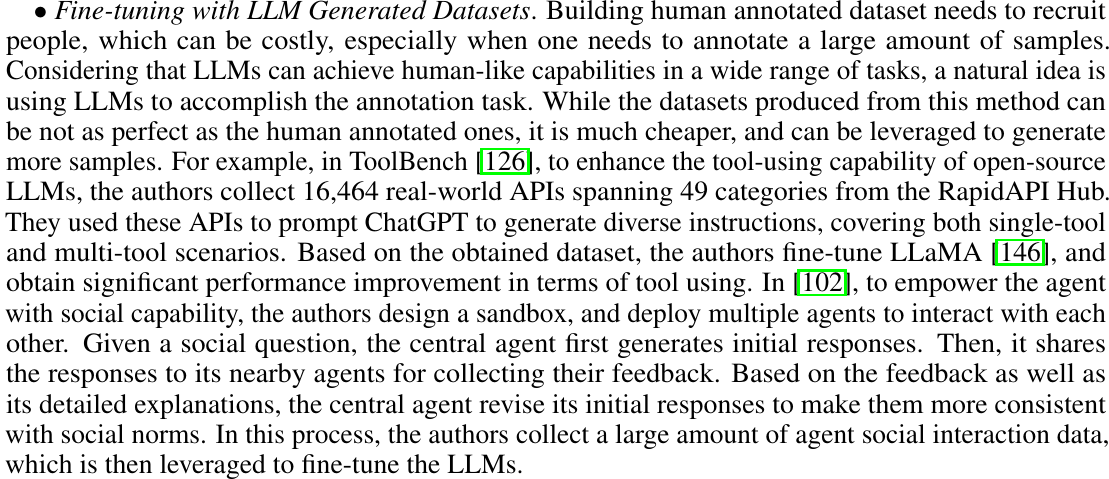 • Fine-tuning with LLM Generated Datasets. Building human annotated dataset needs to recruit
people, which can be costly, especially when one needs to annotate a large amount of samples.
Considering that LLMs can achieve human-like capabilities in a wide range of tasks, a natural idea is
using LLMs to accomplish the annotation task. While the datasets produced from this method can
be not as perfect as the human annotated ones, it is much cheaper, and can be leveraged to generate
more samples. For example, in ToolBench [126], to enhance the tool-using capability of open-source
LLMs, the authors collect 16,464 real-world APIs spanning 49 categories from the RapidAPI Hub.
They used these APIs to prompt ChatGPT to generate diverse instructions, covering both single-tool
and multi-tool scenarios. Based on the obtained dataset, the authors fine-tune LLaMA [146], and
obtain significant performance improvement in terms of tool using. In [102], to empower the agent
with social capability, the authors design a sandbox, and deploy multiple agents to interact with each
other. Given a social question, the central agent first generates initial responses. Then, it shares
the responses to its nearby agents for collecting their feedback. Based on the feedback as well as
its detailed explanations, the central agent revise its initial responses to make them more consistent
with social norms. In this process, the authors collect a large amount of agent social interaction data,
which is then leveraged to fine-tune the LLMs.